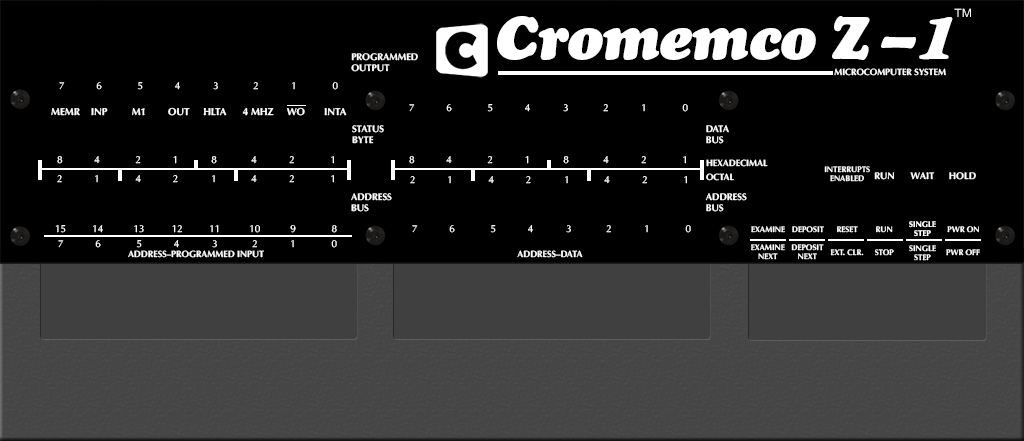 C Cromemco Z-1 TM
MICROCOMPUTER SYSTEM
PROGRAMMED
OUTPUT
7 6 5 4 3 2 1 0
MEMR INP M1 OUT HLTA 4 MHZ WO INTA
7 6 5 4 3 2 1 0
STATUS
BYTE
DATA
BUS
8 4 2 1 8 4 2 1
2 1 4 2 1 4 2 1
8 4 2 1 8 4 2 1 HEXADECIMAL
2 1 4 2 1 4 2 1 OCTAL
INTERRUPTS
ENABLED
RUN WAIT HOLD
ADDRESS
BUS
ADDRESS
BUS
15 14 13 12 11 10 9 8
7 6 5 4 3 2 1 0
ADDRESS–PROGRAMMED INPUT
7 6 5 4 3 2 1 0
ADDRESS–DATA
EXAMINE DEPOSIT RESET RUN SINGLE STEP PWR ON
EXAMINE NEXT DEPOSIT NEXT EXT. CLR. STOP SINGLE STEP PWR OFF